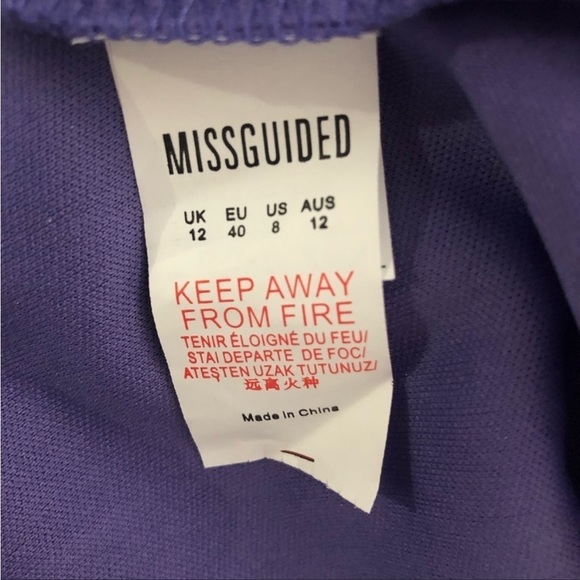 MISSGUIDED
UK EU US AUS
12 40 8 12
KEEP AWAY
FROM FIRE
TENIR ÉLOIGNÉ DU FEU/
STAI DEPARTE DE FOC/
ATEŞTEN UZAK TUTUNUZ/
远离火种
Made in China